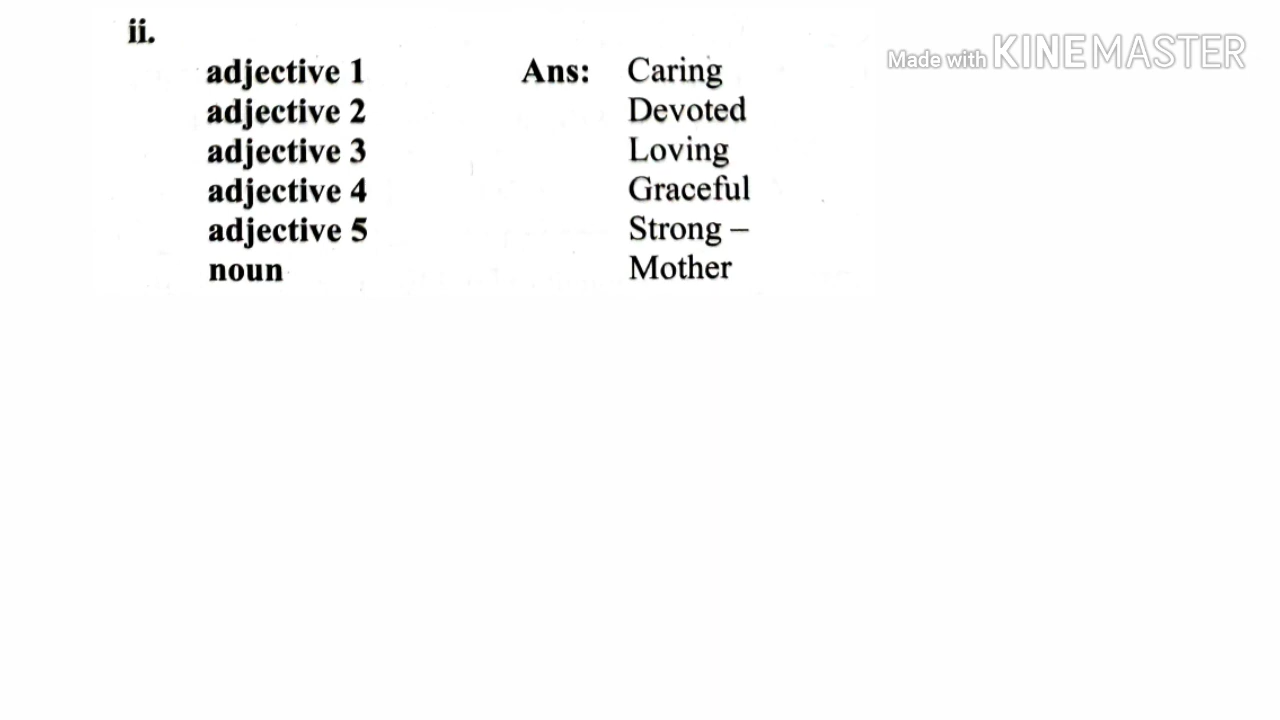 ii.
Made with KINEMASTER
adjective 1 Ans: Caring
adjective 2 Devoted
adjective 3 Loving
adjective 4 Graceful
adjective 5 Strong –
noun Mother